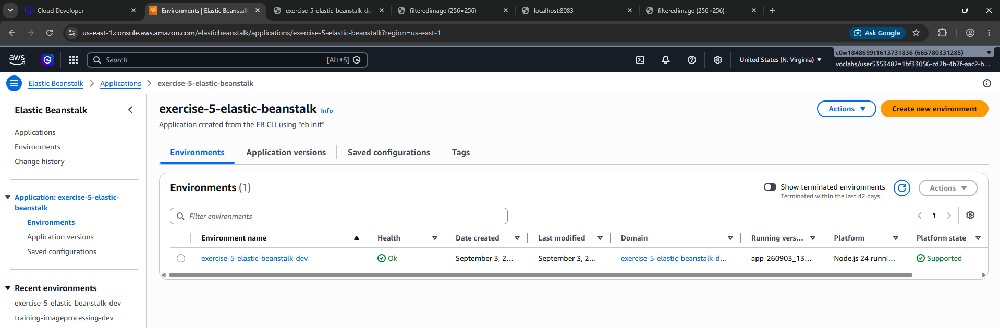 Cloud Developer
Environments | Elastic Beanstalk
exercise-5-elastic-beanstalk-de
filteredimage (256×256)
localhost:8083
filteredimage (256×256)
us-east-1.console.aws.amazon.com/elasticbeanstalk/applications/exercise-5-elastic-beanstalk?region=us-east-1
Ask Google
aws
Search
[Alt+S]
United States (N. Virginia)
c0w1848699t1613731836 (665780331285)
voclabs/user5353482=1bf33056-cd2b-4b7f-aac2-b...
Elastic Beanstalk
Applications
exercise-5-elastic-beanstalk
Elastic Beanstalk
Applications
Environments
Change history
Application: exercise-5-elastic-
beanstalk
Environments
Application versions
Saved configurations
Recent environments
exercise-5-elastic-beanstalk-dev
training-imageprocessing-dev
exercise-5-elastic-beanstalk Info
Actions
Create new environment
Application created from the EB CLI using "eb init"
Environments
Application versions
Saved configurations
Tags
Environments (1)
Show terminated environments
Terminated within the last 42 days.
Actions
Filter environments
1
Environment name
Health
Date created
Last modified
Domain
Running vers...
Platform
Platform state
exercise-5-elastic-beanstalk-dev
Ok
September 3, 2...
September 3, 2...
exercise-5-elastic-beanstalk-d...
app-260903_13...
Node.js 24 runni...
Supported